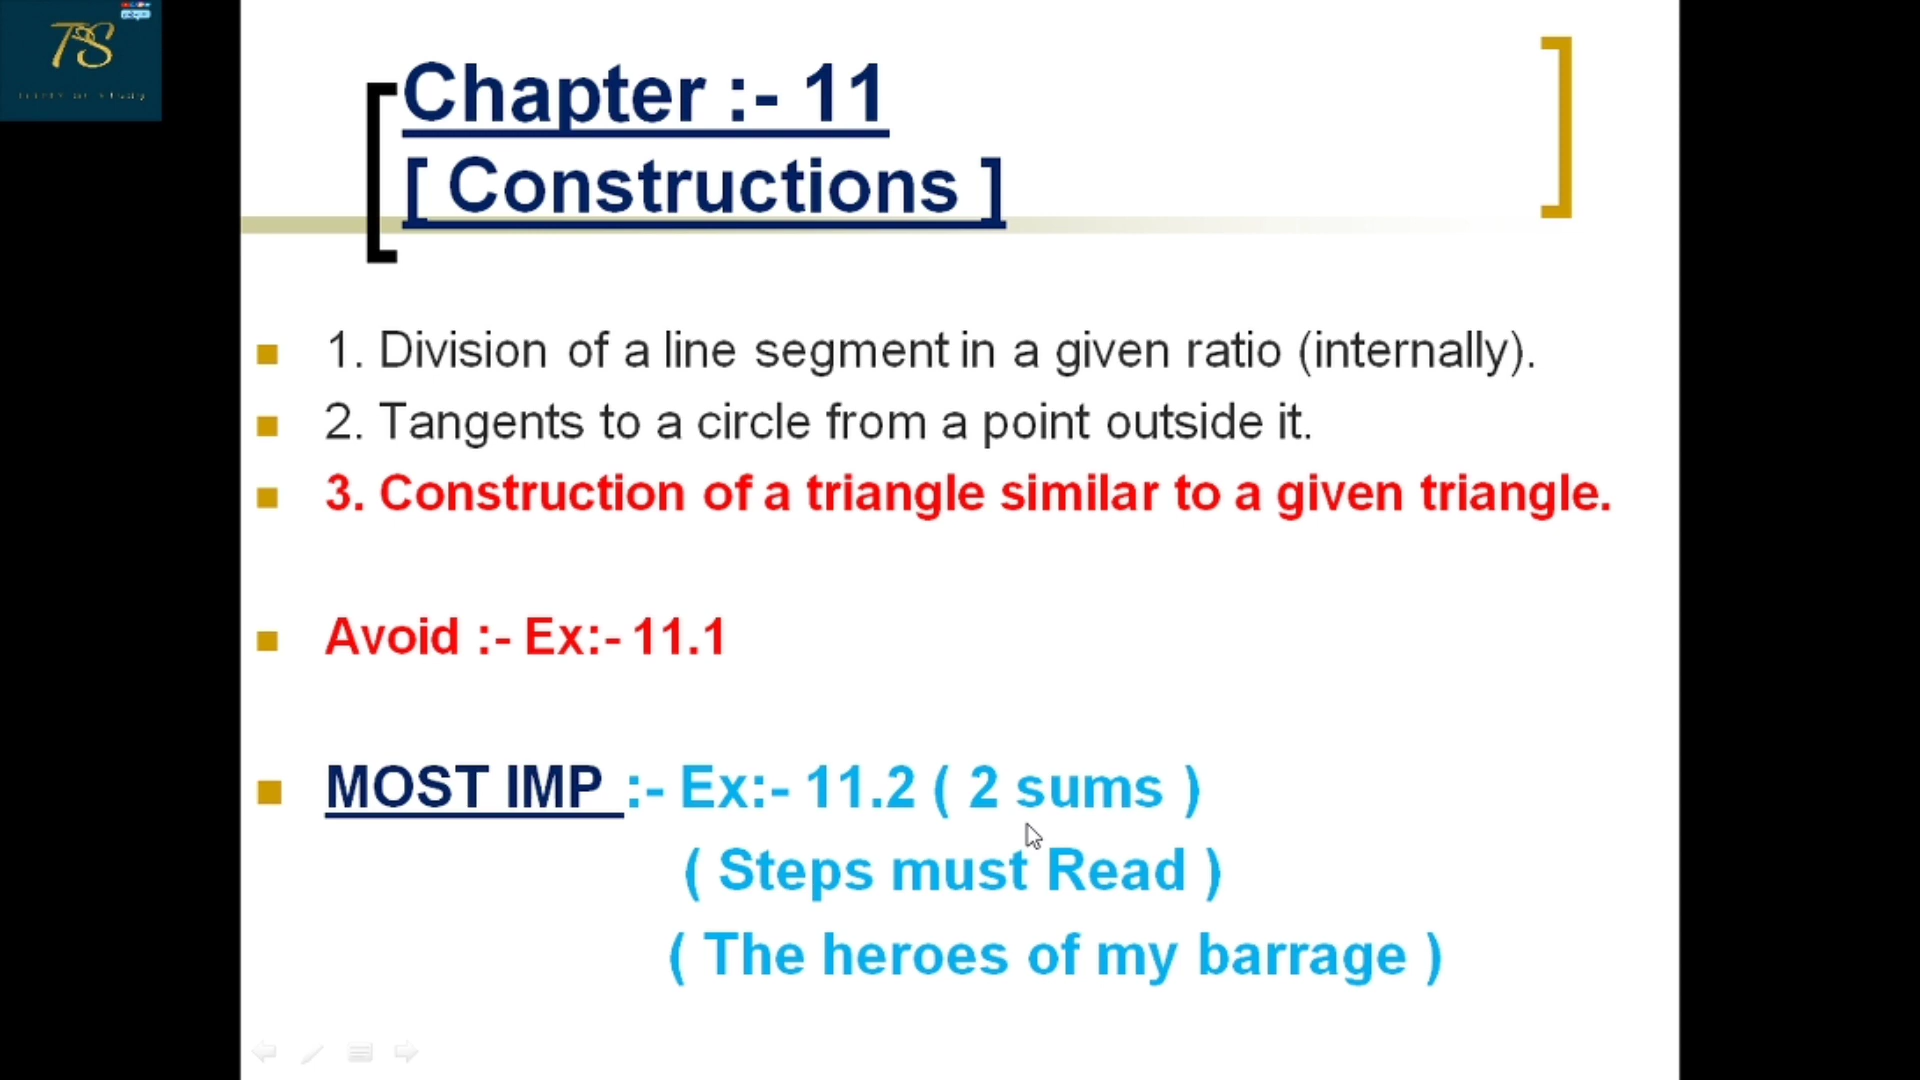 TS
Chapter :- 11
[ Constructions ]
1. Division of a line segment in a given ratio (internally).
2. Tangents to a circle from a point outside it.
3. Construction of a triangle similar to a given triangle.
Avoid :- Ex:- 11.1
MOST IMP :- Ex:- 11.2 ( 2 sums )
( Steps must Read )
( The heroes of my barrage )